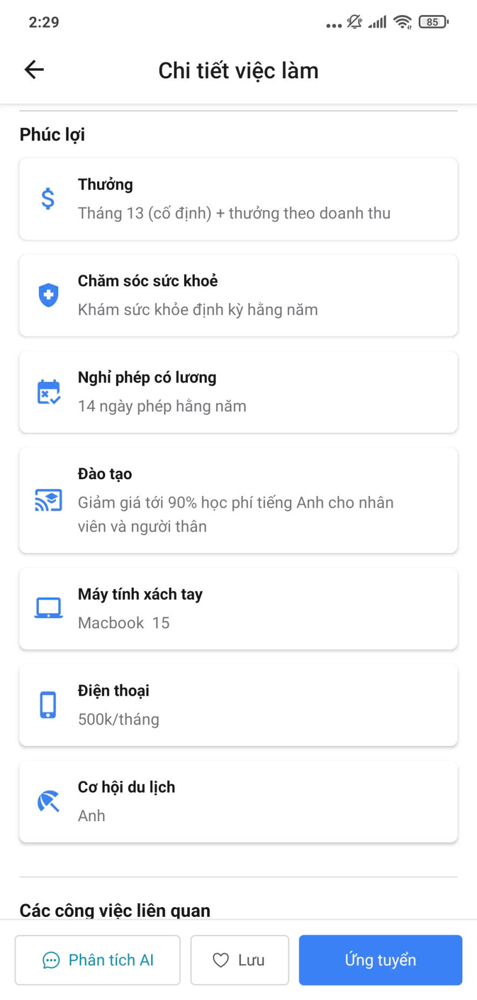 2:29
85
Chi tiết việc làm
Phúc lợi
Thưởng
Tháng 13 (cố định) + thưởng theo doanh thu
Chăm sóc sức khoẻ
Khám sức khỏe định kỳ hằng năm
Nghỉ phép có lương
14 ngày phép hằng năm
Đào tạo
Giảm giá tới 90% học phí tiếng Anh cho nhân
viên và người thân
Máy tính xách tay
Macbook  15
Điện thoại
500k/tháng
Cơ hội du lịch
Anh
Các công việc liên quan
Phân tích AI
Lưu
Ứng tuyển